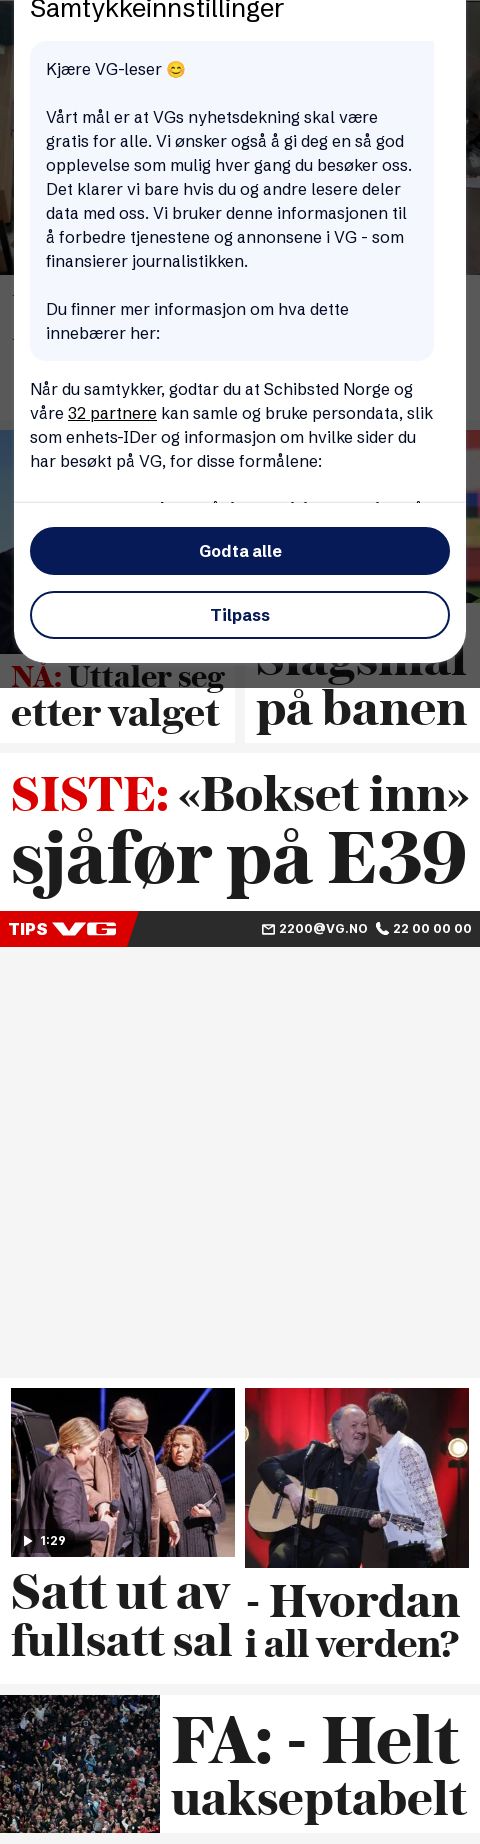 Samtykkeinnstillinger
Kjære VG-leser 😊
Vårt mål er at VGs nyhetsdekning skal være
gratis for alle. Vi ønsker også å gi deg en så god
opplevelse som mulig hver gang du besøker oss.
Det klarer vi bare hvis du og andre lesere deler
data med oss. Vi bruker denne informasjonen til
å forbedre tjenestene og annonsene i VG - som
finansierer journalistikken.
Du finner mer informasjon om hva dette
innebærer her:
Når du samtykker, godtar du at Schibsted Norge og
våre 32 partnere kan samle og bruke persondata, slik
som enhets-IDer og informasjon om hvilke sider du
har besøkt på VG, for disse formålene:
Godta alle
Tilpass
NÅ: Uttaler seg
etter valget
Slagsmål
på banen
SISTE: «Bokset inn»
sjåfør på E39
TIPS VG
2200@VG.NO 22 00 00 00
1:29
Satt ut av
fullsatt sal
- Hvordan
i all verden?
FA: - Helt
uakseptabelt